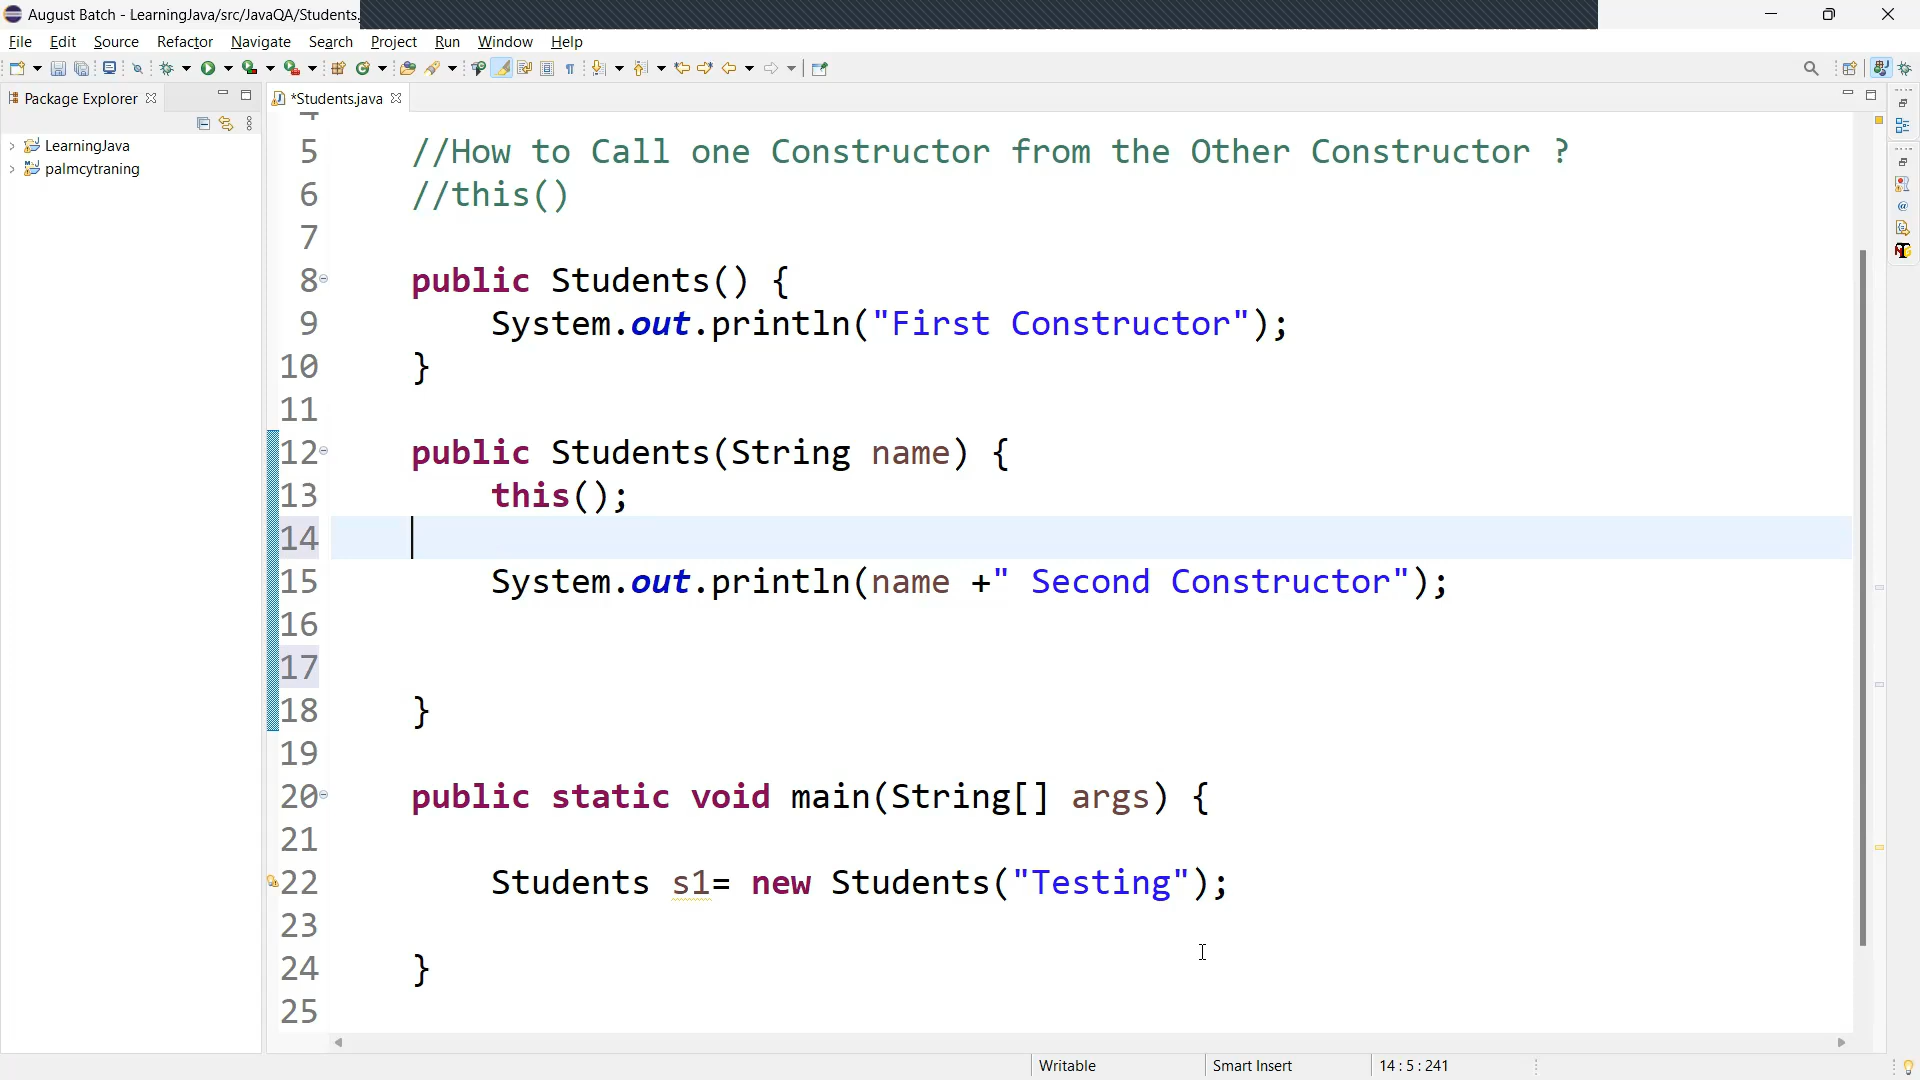 August Batch - LearningJava/src/JavaQA/Students.
File Edit Source Refactor Navigate Search Project Run Window Help
Package Explorer
*Students.java
LearningJava
palmcytraning
5 //How to Call one Constructor from the Other Constructor ?
6 //this()
7
8 public Students() {
9 System.out.println("First Constructor");
10 }
11
12 public Students(String name) {
13 this();
14
15 System.out.println(name +" Second Constructor");
16
17
18 }
19
20 public static void main(String[] args) {
21
22 Students s1= new Students("Testing");
23
24 }
25
Writable Smart Insert 14 : 5 : 241